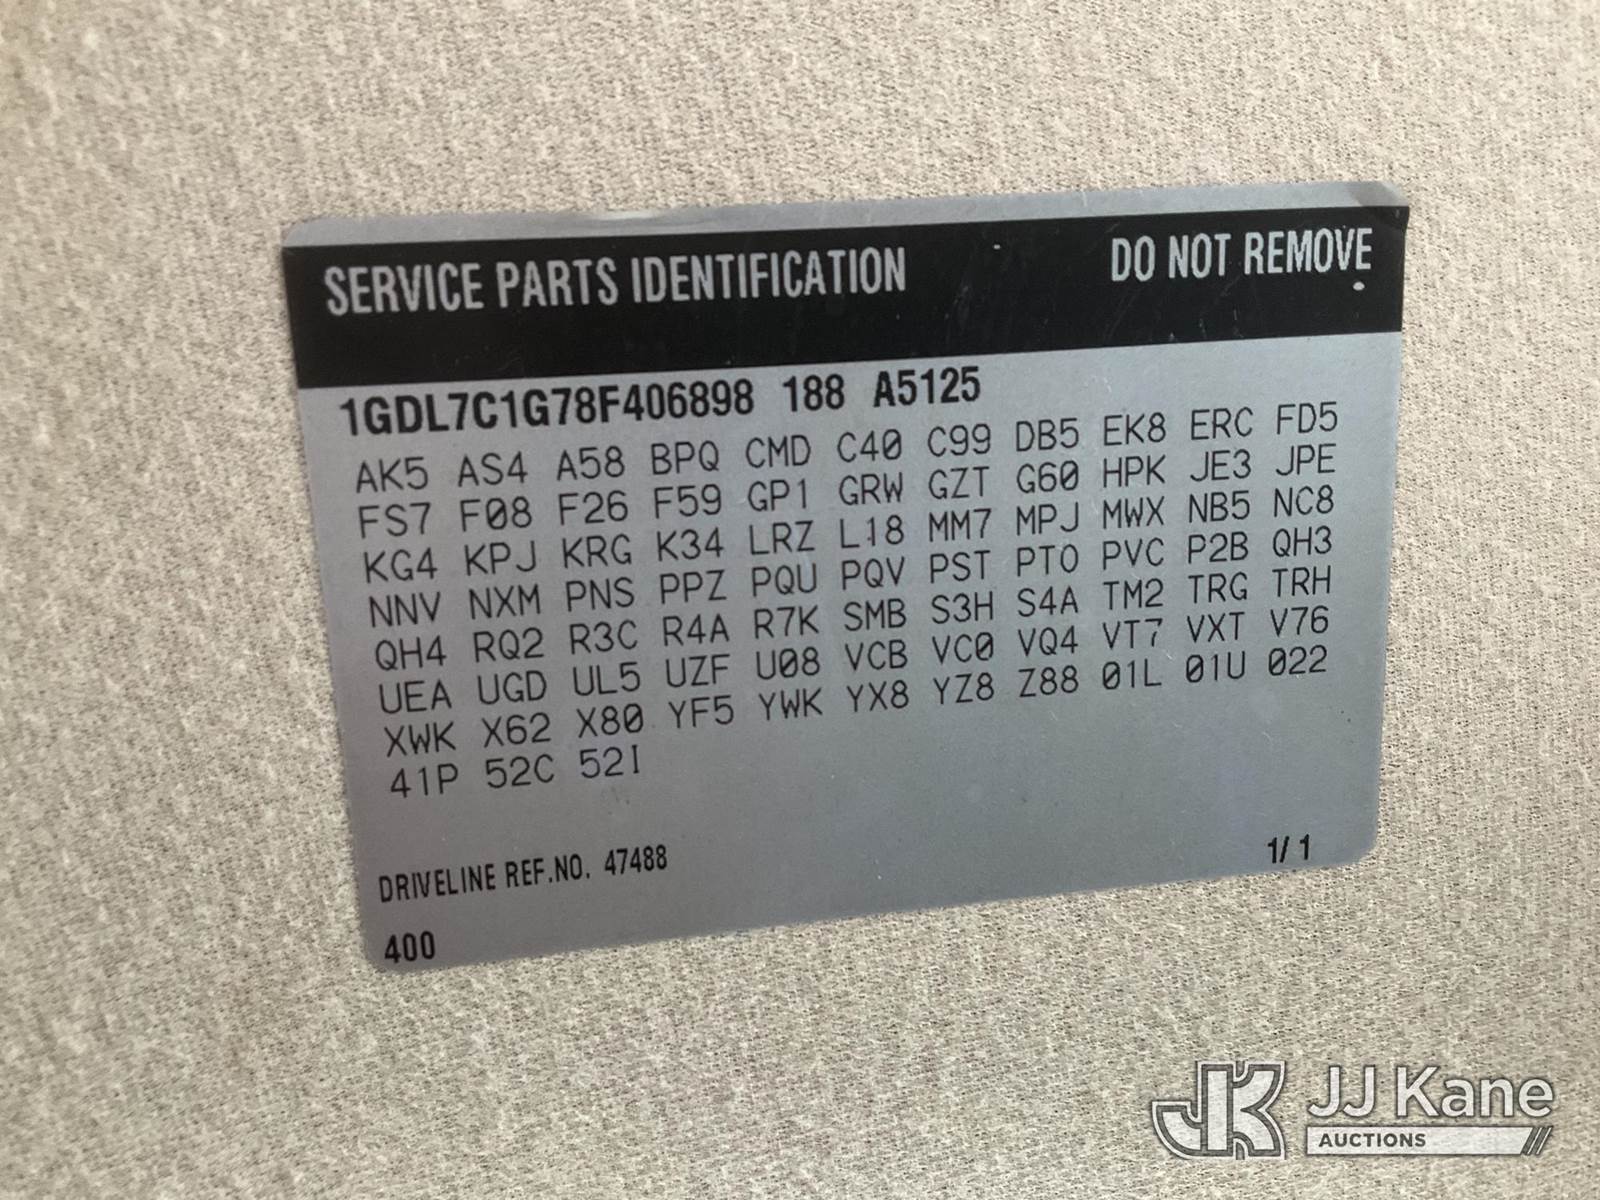 SERVICE PARTS IDENTIFICATION DO NOT REMOVE
1GDL7C1G78F406898 188 A5125
AK5 AS4 A58 BPQ CMD C40 C99 DB5 EK8 ERC FD5
FS7 F08 F26 F59 GP1 GRW GZT G60 HPK JE3 JPE
KG4 KPJ KRG K34 LRZ L18 MM7 MPJ MWX NB5 NC8
NNV NXM PNS PPZ PQU PQV PST PTO PVC P2B QH3
QH4 RQ2 R3C R4A R7K SMB S3H S4A TM2 TRG TRH
UEA UGD UL5 UZF U08 VCB VC0 VQ4 VT7 VXT V76
XWK X62 X80 YF5 YWK YX8 YZ8 Z88 01L 01U 022
41P 52C 52I
DRIVELINE REF.NO. 47488 1/ 1
400
JK JJ Kane
AUCTIONS